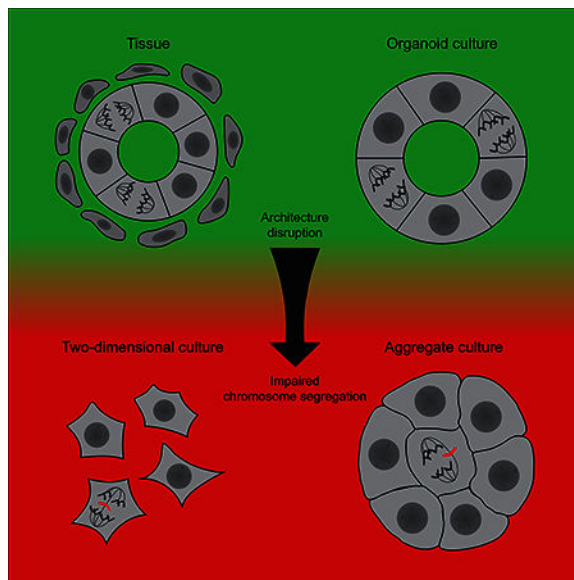 Tissue
Organoid culture
Architecture
disruption
Two-dimensional culture
Aggregate culture
Impaired
chromosome segregation